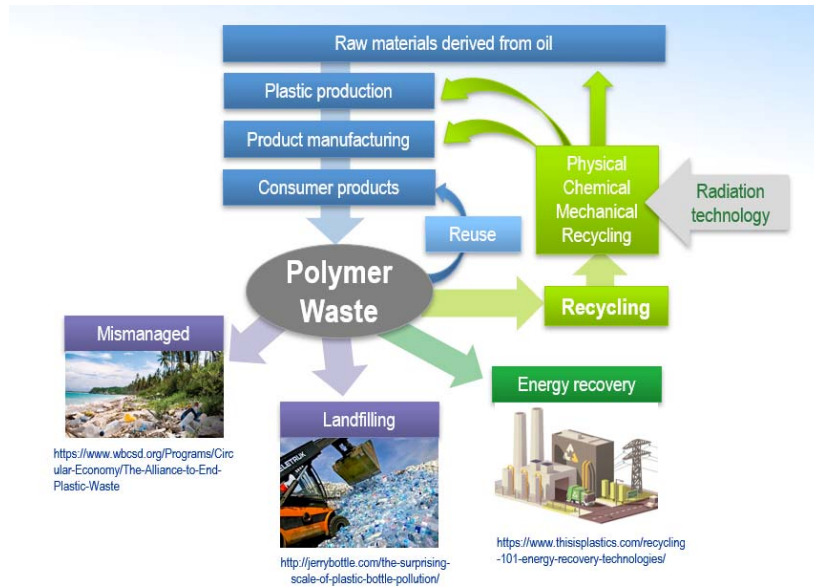 Raw materials derived from oil
Plastic production
Product manufacturing
Consumer products
Reuse
Physical
Chemical
Mechanical
Recycling
Radiation
technology
Polymer
Waste
Recycling
Mismanaged
https://www.wbcsd.org/Programs/Circ
ular-Economy/The-Alliance-to-End-
Plastic-Waste
Landfilling
ELETRUK
http://jerrybottle.com/the-surprising-
scale-of-plastic-bottle-pollution/
Energy recovery
https://www.thisisplastics.com/recycling
-101-energy-recovery-technologies/